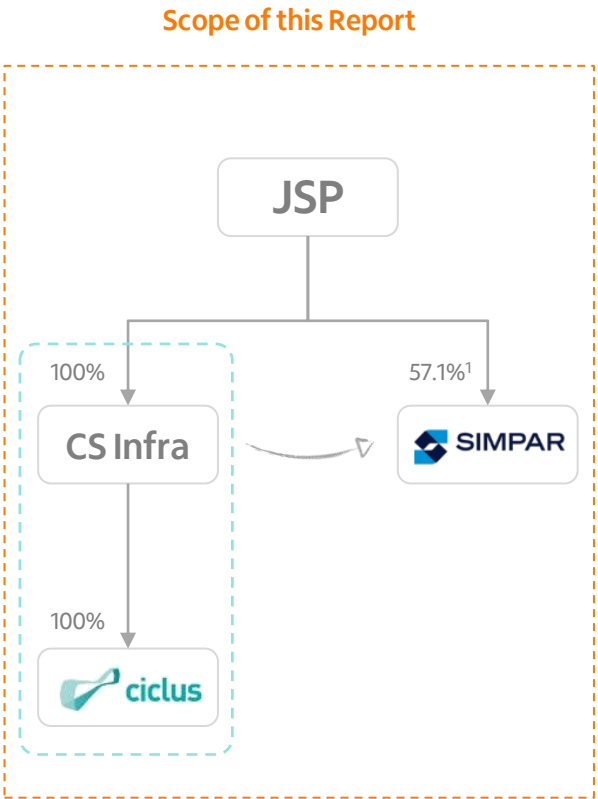 Scope of this Report
JSP
100%
57.1%¹
CS Infra
SIMPAR
100%
ciclus